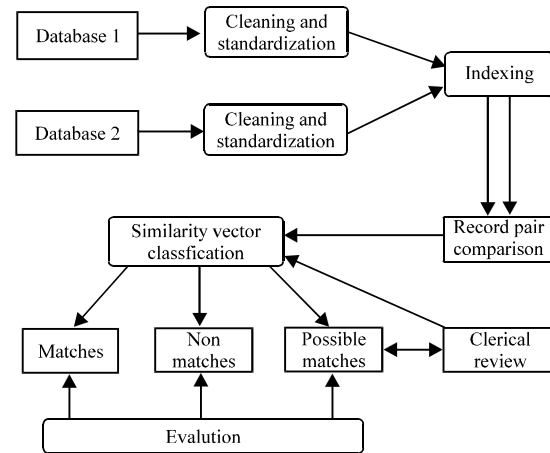 Database 1
Cleaning and
standardization
Indexing
Database 2
Cleaning and
standardization
Similarity vector
classfication
Record pair
comparison
Matches
Non
matches
Possible
matches
Clerical
review
Evalution